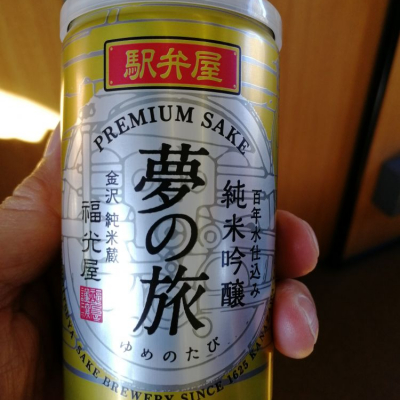 駅弁屋
PREMIUM SAKE
百年水仕込み
純米吟醸
夢の旅
ゆめのたび
金沢 純米蔵
福光屋
SAKE BREWERY SINCE 1625